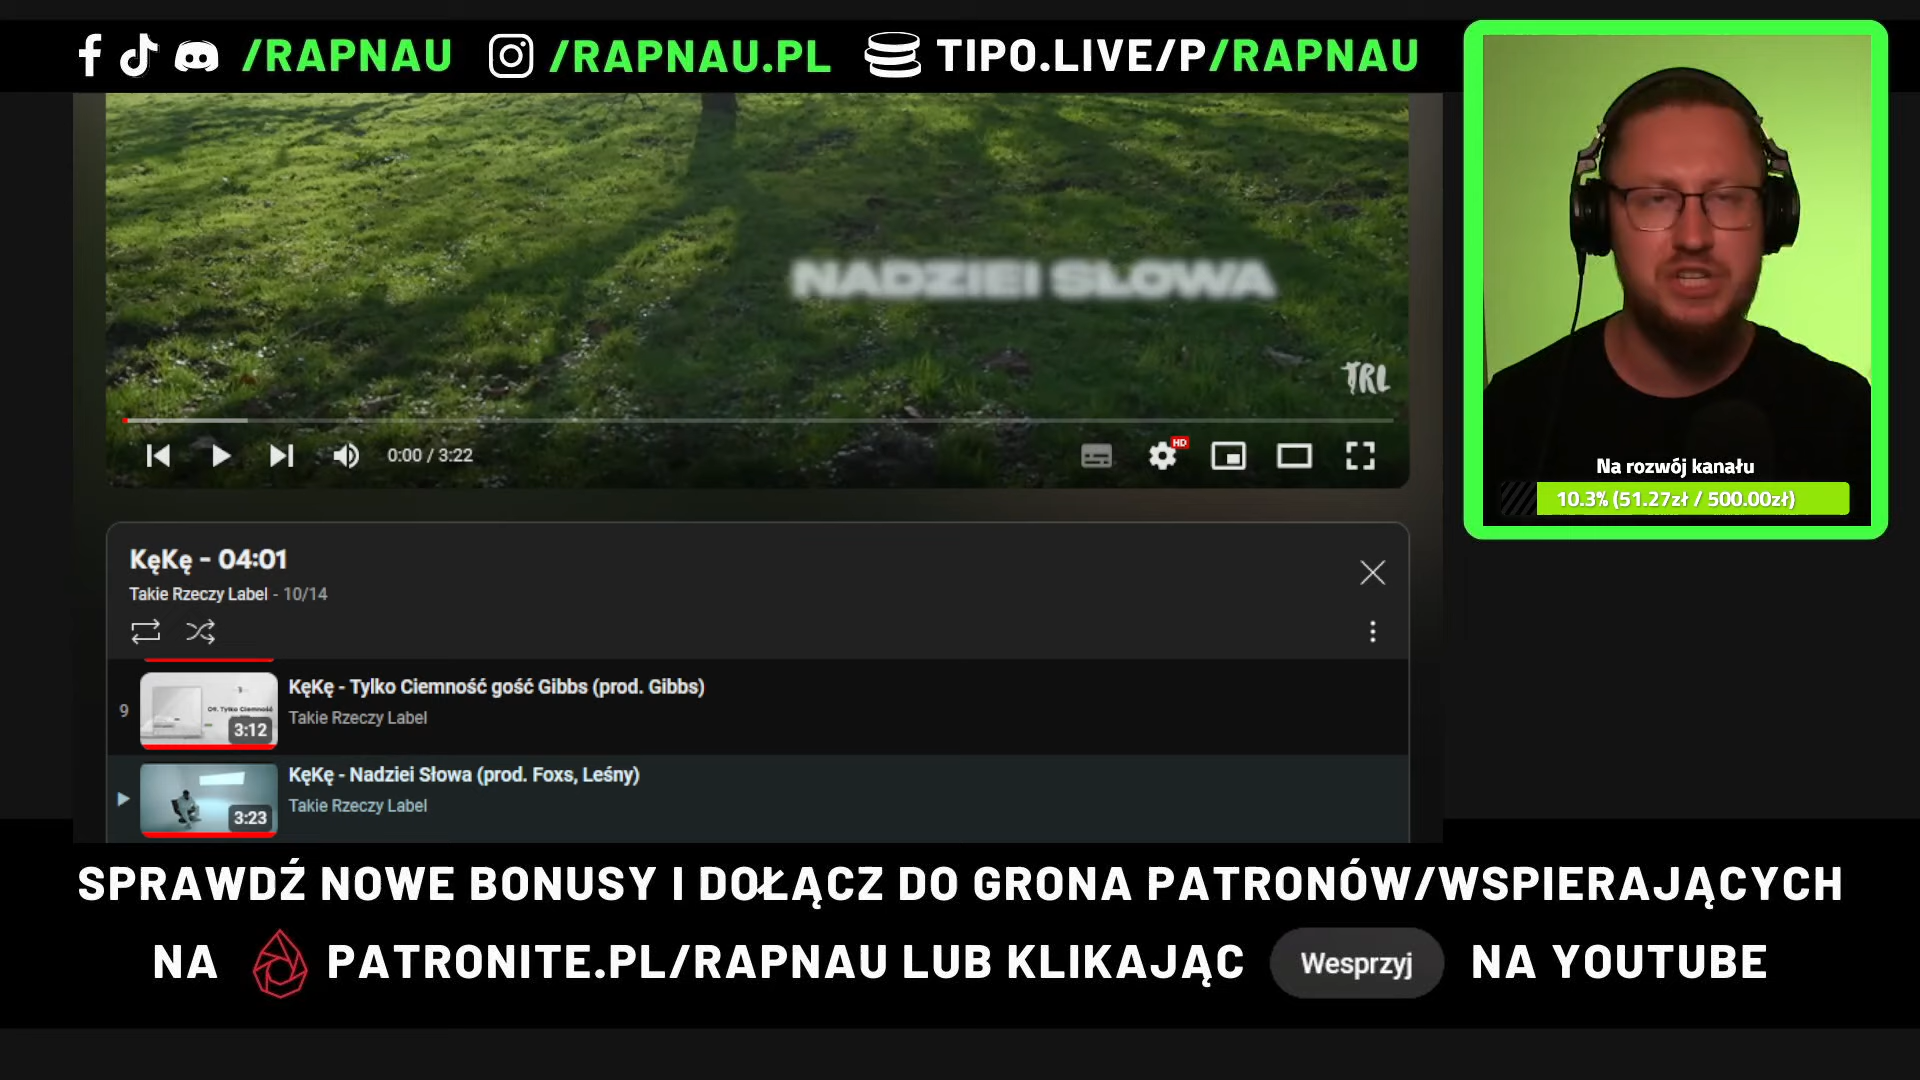 /RAPNAU
/RAPNAU.PL
TIPO.LIVE/P/RAPNAU
NADZIEI SŁOWA
TRL
0:00 / 3:22
HD
Na rozwój kanału
10.3% (51.27zł / 500.00zł)
KęKę - 04:01
Takie Rzeczy Label - 10/14
9
09. Tylko Ciemność
3:12
KęKę - Tylko Ciemność gość Gibbs (prod. Gibbs)
Takie Rzeczy Label
3:23
KęKę - Nadziei Słowa (prod. Foxs, Leśny)
Takie Rzeczy Label
SPRAWDŹ NOWE BONUSY I DOŁĄCZ DO GRONA PATRONÓW/WSPIERAJĄCYCH
NA PATRONITE.PL/RAPNAU LUB KLIKAJĄC Wesprzyj NA YOUTUBE